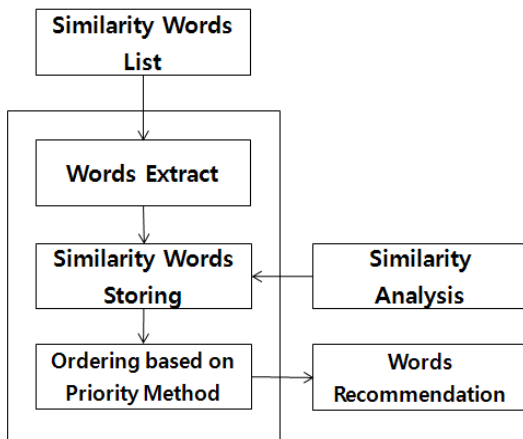 Similarity Words
List
Words Extract
Similarity Words
Storing
Similarity
Analysis
Ordering based on
Priority Method
Words
Recommendation